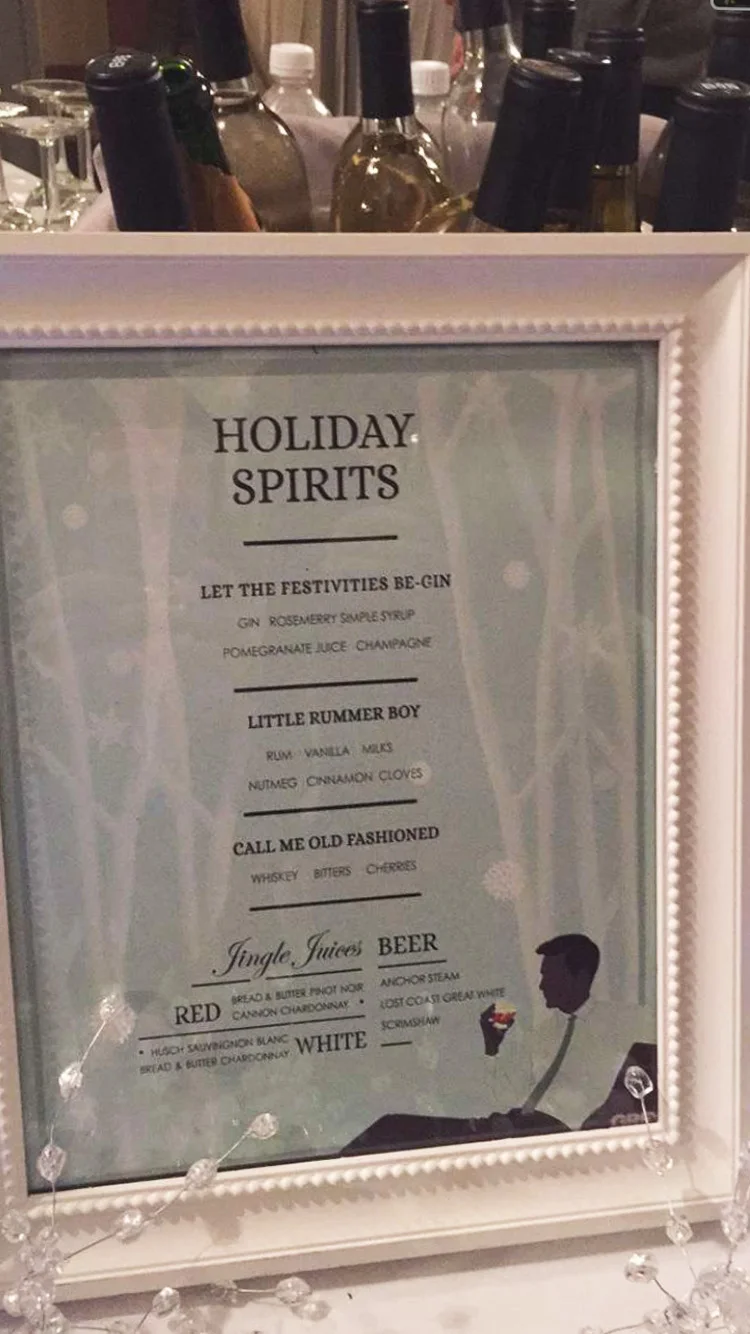 HOLIDAY
SPIRITS
LET THE FESTIVITIES BE-GIN
GIN ROSEMERRY SIMPLE SYRUP
POMEGRANATE JUICE CHAMPAGNE
LITTLE RUMMER BOY
RUM VANILLA MILKS
NUTMEG CINNAMON CLOVES
CALL ME OLD FASHIONED
WHISKEY BITTERS CHERRIES
Jingle Juices
RED
BREAD & BUTTER PINOT NOIR
CANNON CHARDONNAY •
• HUSCH SAUVINGNON BLANC
BREAD & BUTTER CHARDONNAY
WHITE
BEER
ANCHOR STEAM
LOST COAST GREAT WHITE
SCRIMSHAW